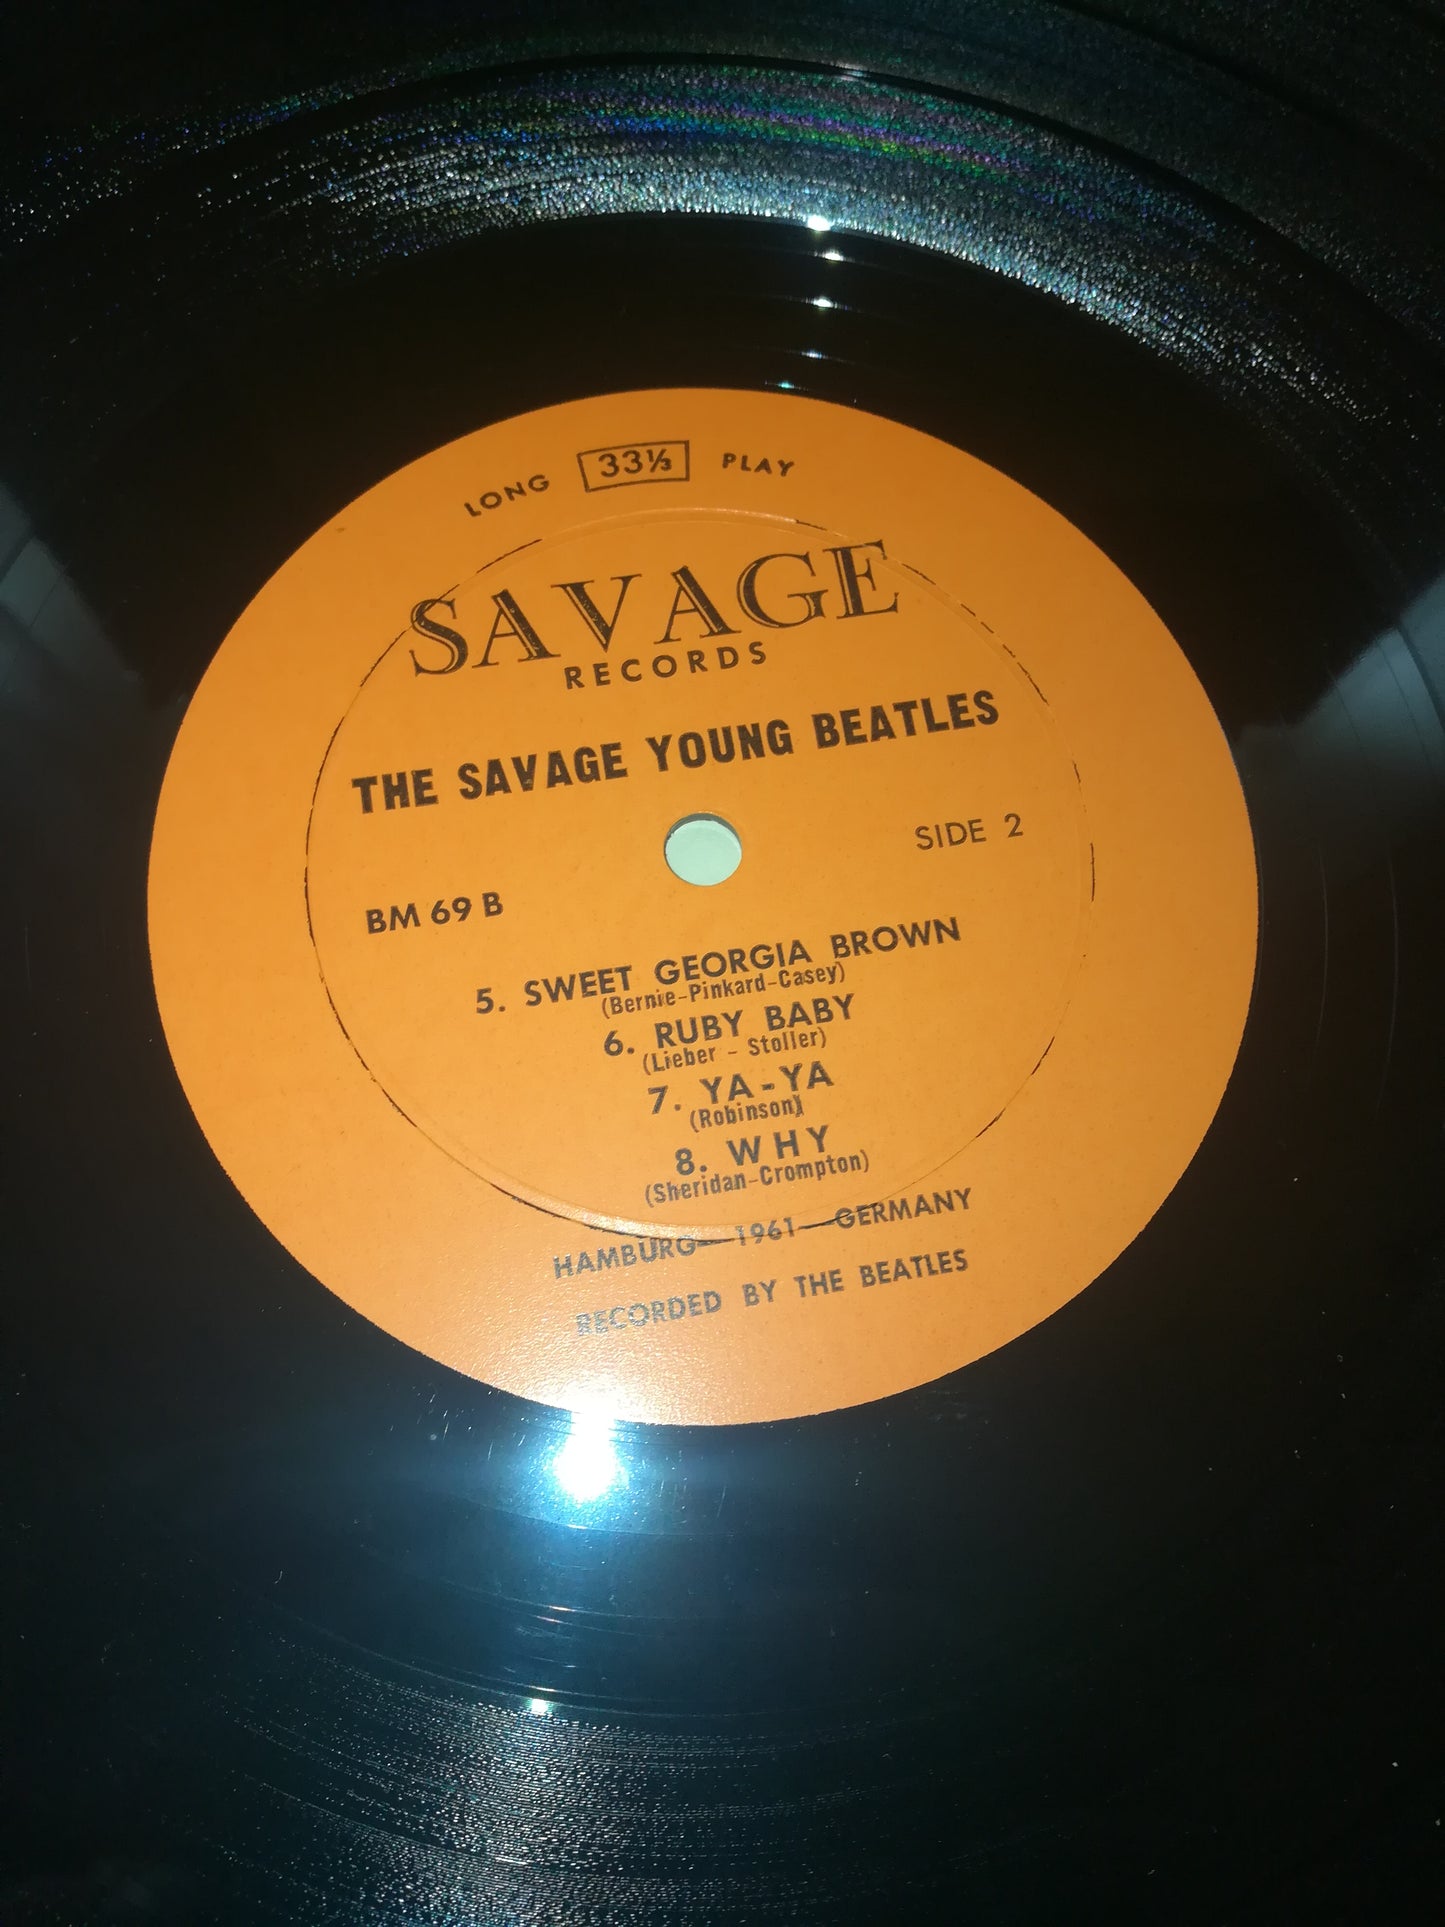 LONG 33⅓ PLAY
SAVAGE
RECORDS
THE SAVAGE YOUNG BEATLES
SIDE 2
BM 69 B
5. SWEET GEORGIA BROWN
(Bernie-Pinkard-Casey)
6. RUBY BABY
(Lieber - Stoller)
7. YA-YA
(Robinson)
8. WHY
(Sheridan-Crompton)
HAMBURG—1961—GERMANY
RECORDED BY THE BEATLES